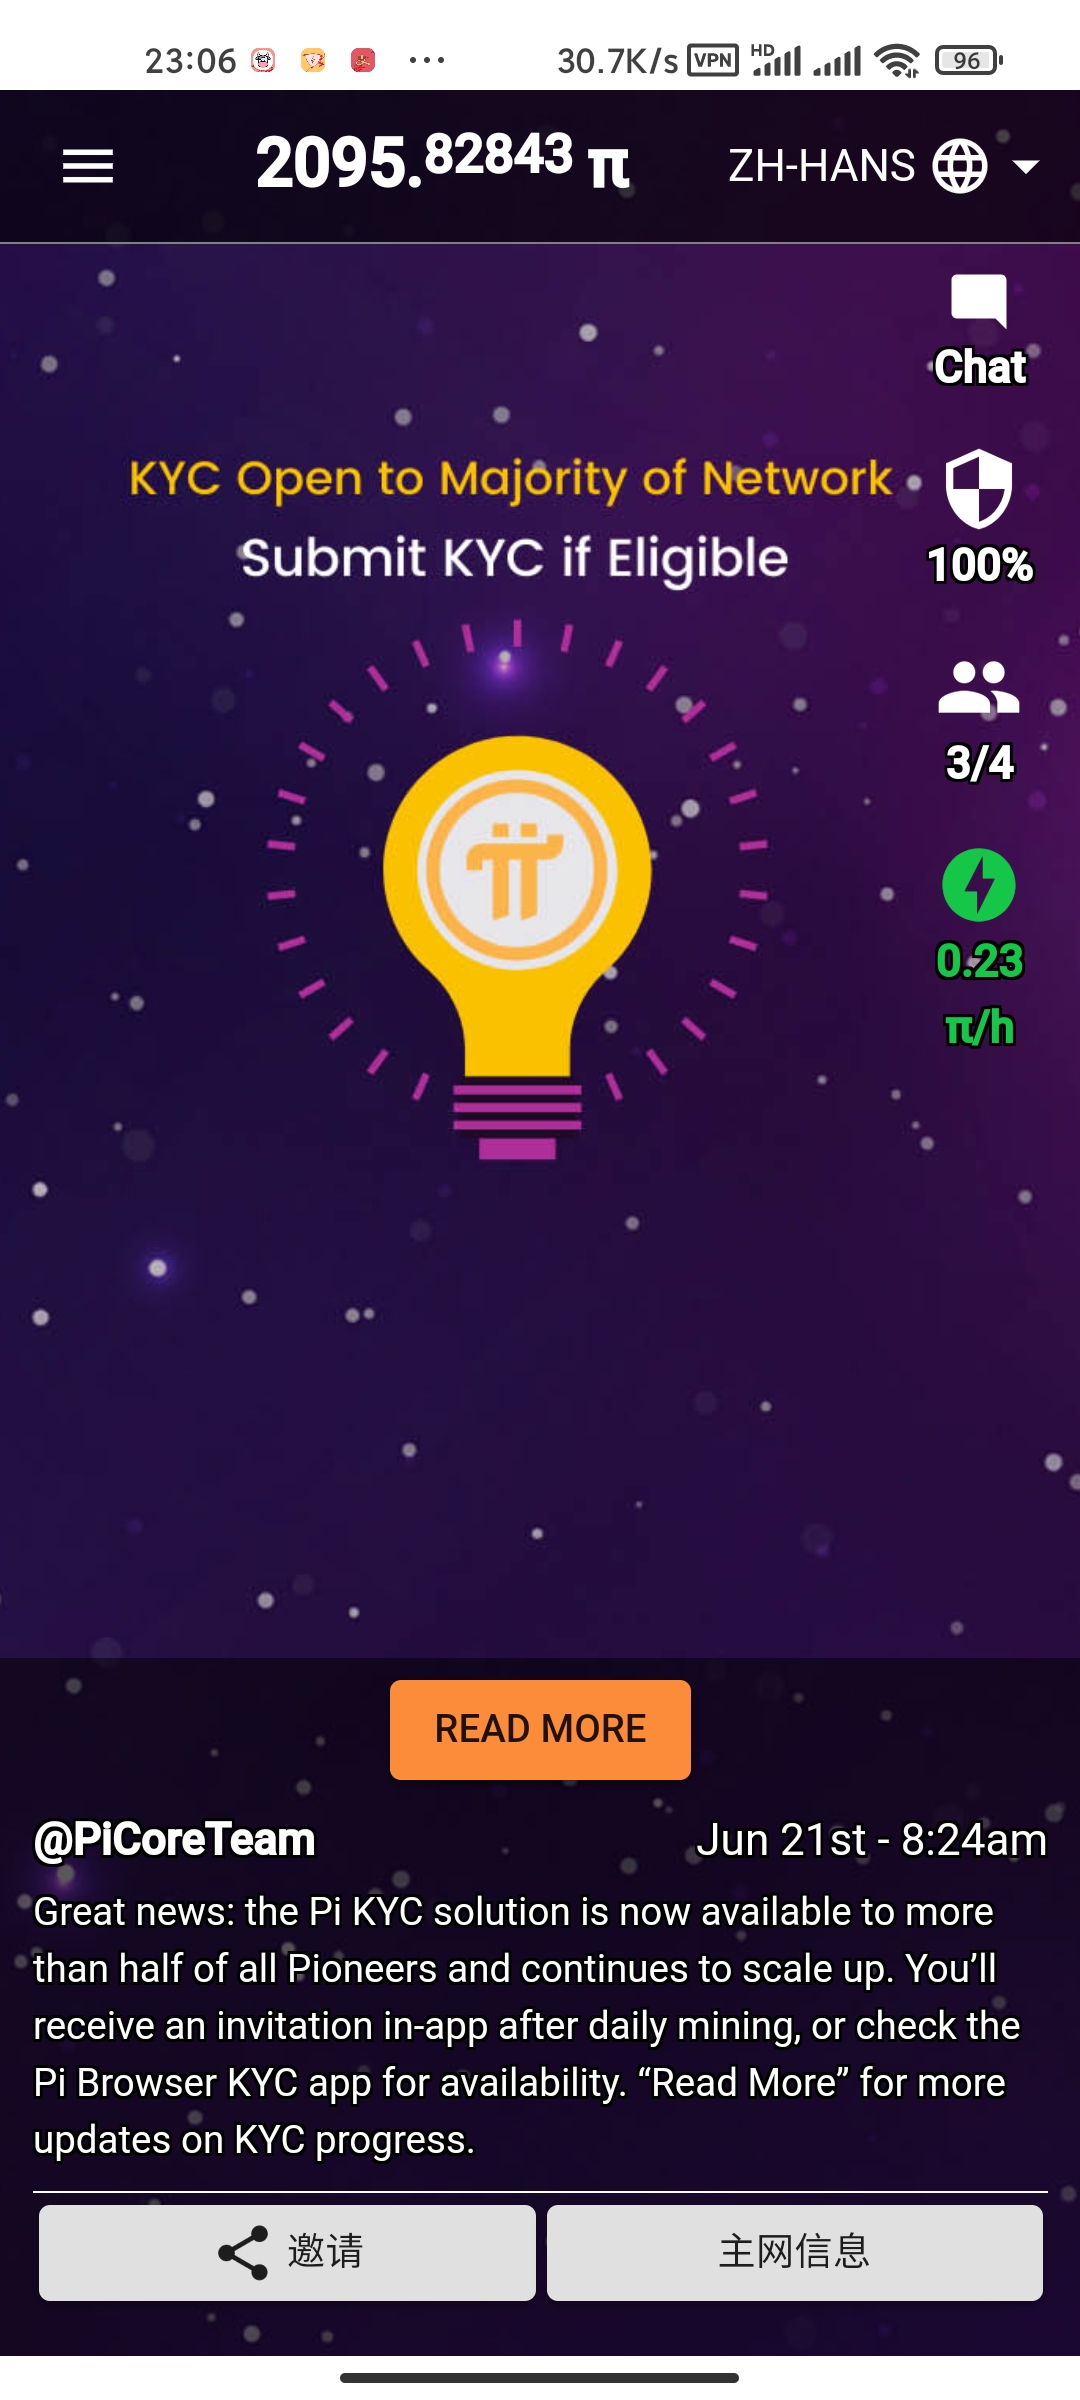 23:06 ... 30.7K/s VPN HD 96
2095.82843 π ZH-HANS
Chat
KYC Open to Majority of Network
Submit KYC if Eligible
100%
3/4
0.23
π/h
READ MORE
@PiCoreTeam Jun 21st - 8:24am
Great news: the Pi KYC solution is now available to more
than half of all Pioneers and continues to scale up. You’ll
receive an invitation in-app after daily mining, or check the
Pi Browser KYC app for availability. “Read More” for more
updates on KYC progress.
邀请 主网信息